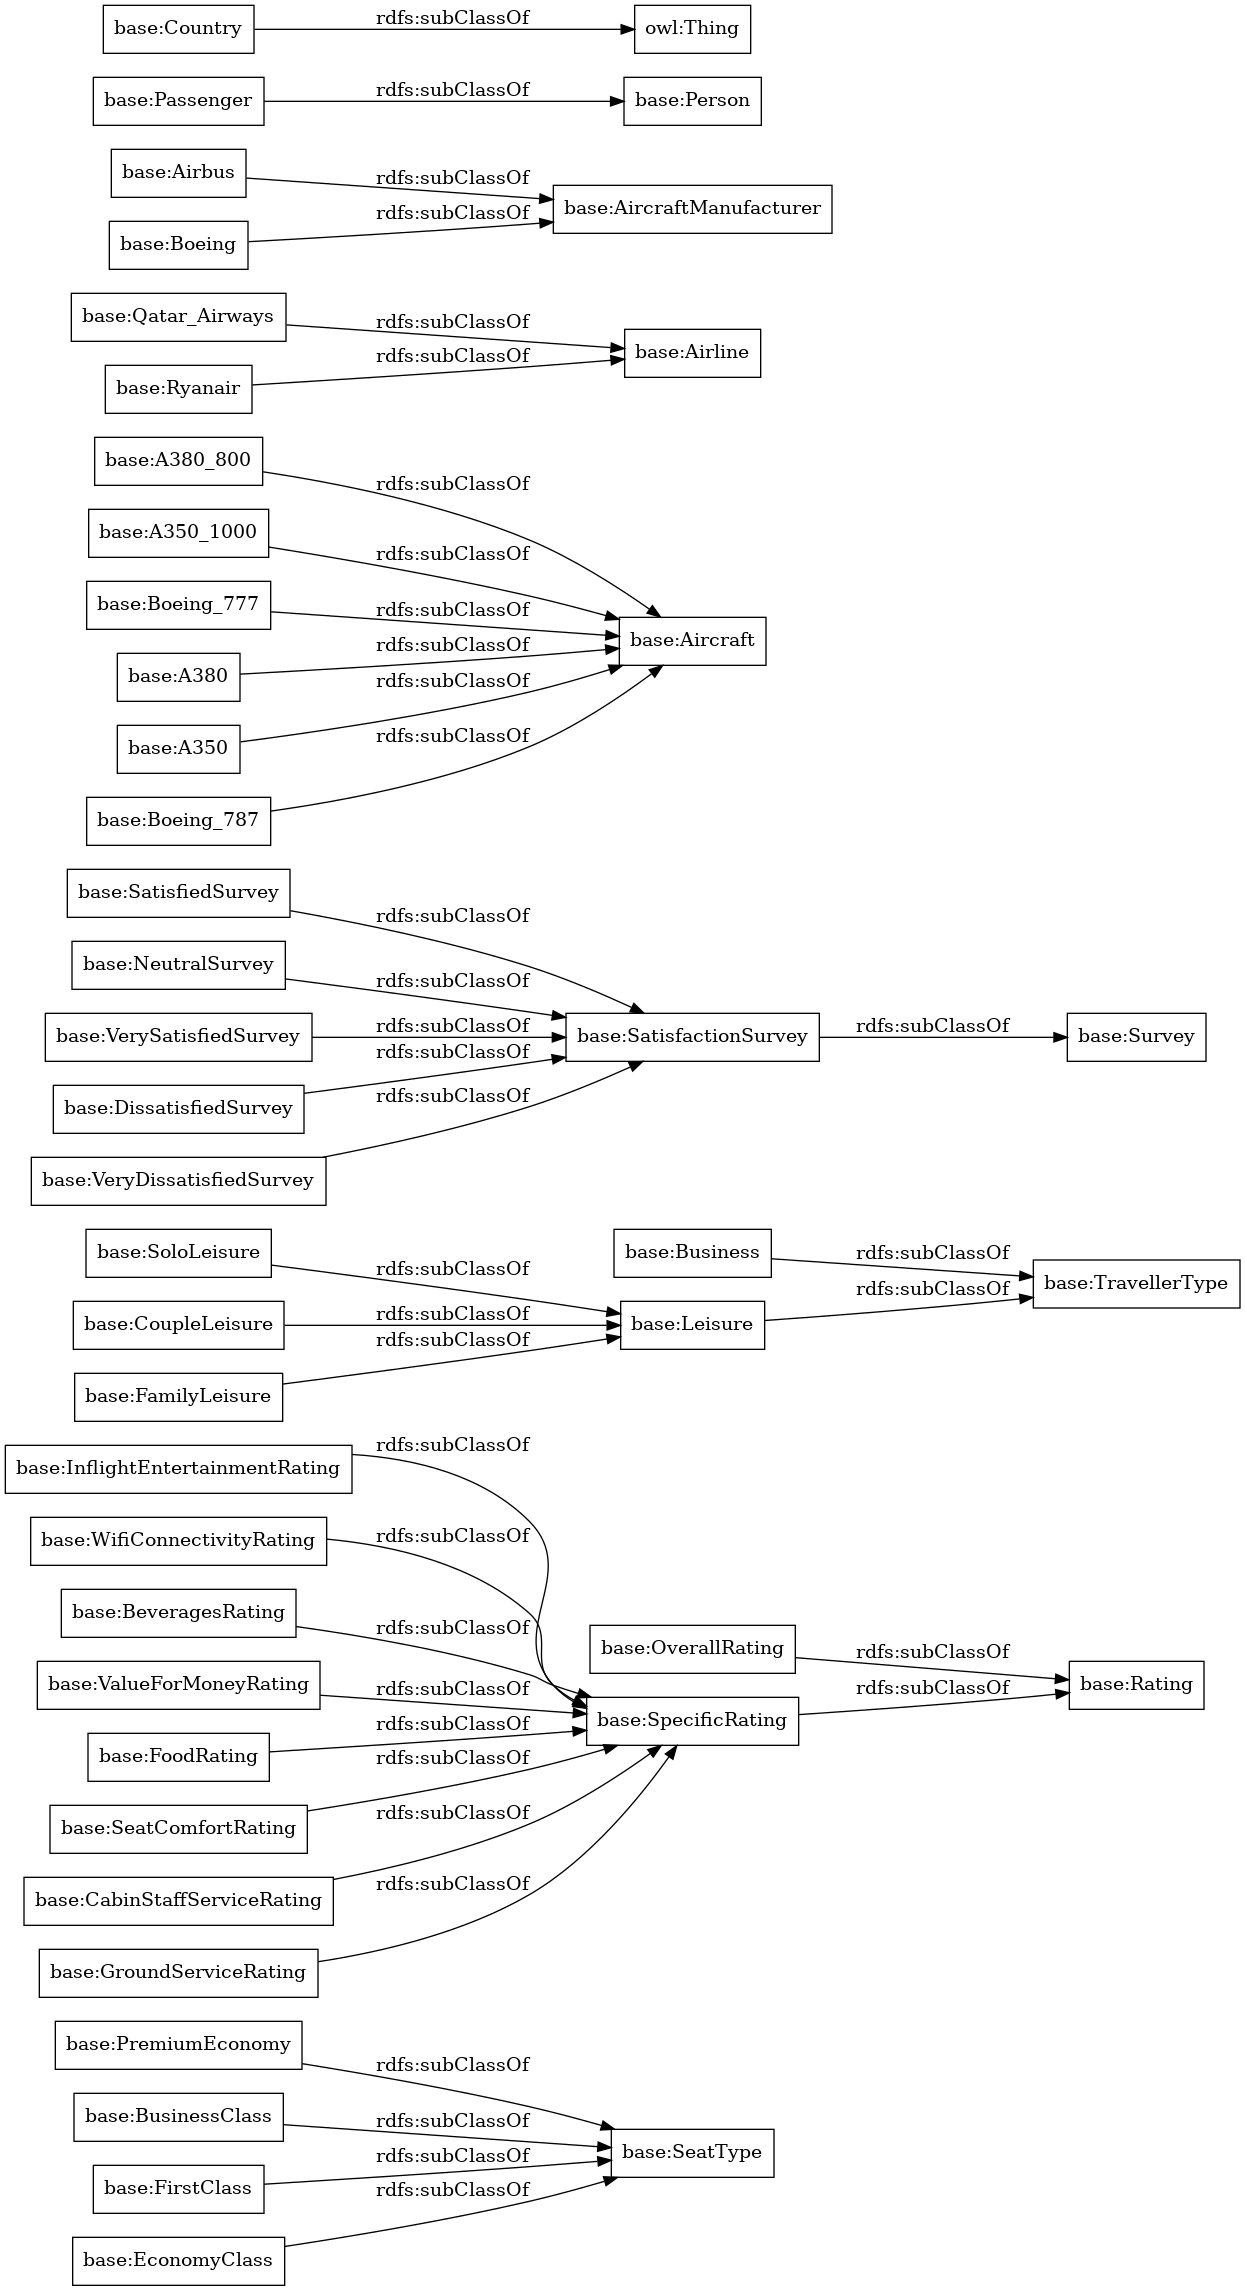 base:Country
rdfs:subClassOf
owl:Thing
base:Passenger
rdfs:subClassOf
base:Person
base:Airbus
rdfs:subClassOf
base:AircraftManufacturer
rdfs:subClassOf
base:Boeing
base:Qatar_Airways
rdfs:subClassOf
base:Airline
rdfs:subClassOf
base:Ryanair
base:A380_800
rdfs:subClassOf
base:A350_1000
rdfs:subClassOf
base:Boeing_777
rdfs:subClassOf
base:Aircraft
rdfs:subClassOf
base:A380
rdfs:subClassOf
base:A350
rdfs:subClassOf
base:Boeing_787
base:SatisfiedSurvey
rdfs:subClassOf
base:NeutralSurvey
rdfs:subClassOf
base:VerySatisfiedSurvey
rdfs:subClassOf
base:SatisfactionSurvey
rdfs:subClassOf
base:Survey
rdfs:subClassOf
base:DissatisfiedSurvey
rdfs:subClassOf
base:VeryDissatisfiedSurvey
base:SoloLeisure
rdfs:subClassOf
base:Business
rdfs:subClassOf
base:TravellerType
rdfs:subClassOf
base:CoupleLeisure
rdfs:subClassOf
base:Leisure
rdfs:subClassOf
base:FamilyLeisure
rdfs:subClassOf
base:InflightEntertainmentRating
rdfs:subClassOf
base:WifiConnectivityRating
base:BeveragesRating
rdfs:subClassOf
base:OverallRating
rdfs:subClassOf
base:Rating
base:ValueForMoneyRating
rdfs:subClassOf
rdfs:subClassOf
base:SpecificRating
rdfs:subClassOf
base:FoodRating
rdfs:subClassOf
base:SeatComfortRating
rdfs:subClassOf
base:CabinStaffServiceRating
rdfs:subClassOf
base:GroundServiceRating
base:PremiumEconomy
rdfs:subClassOf
base:BusinessClass
rdfs:subClassOf
base:SeatType
rdfs:subClassOf
base:FirstClass
rdfs:subClassOf
base:EconomyClass